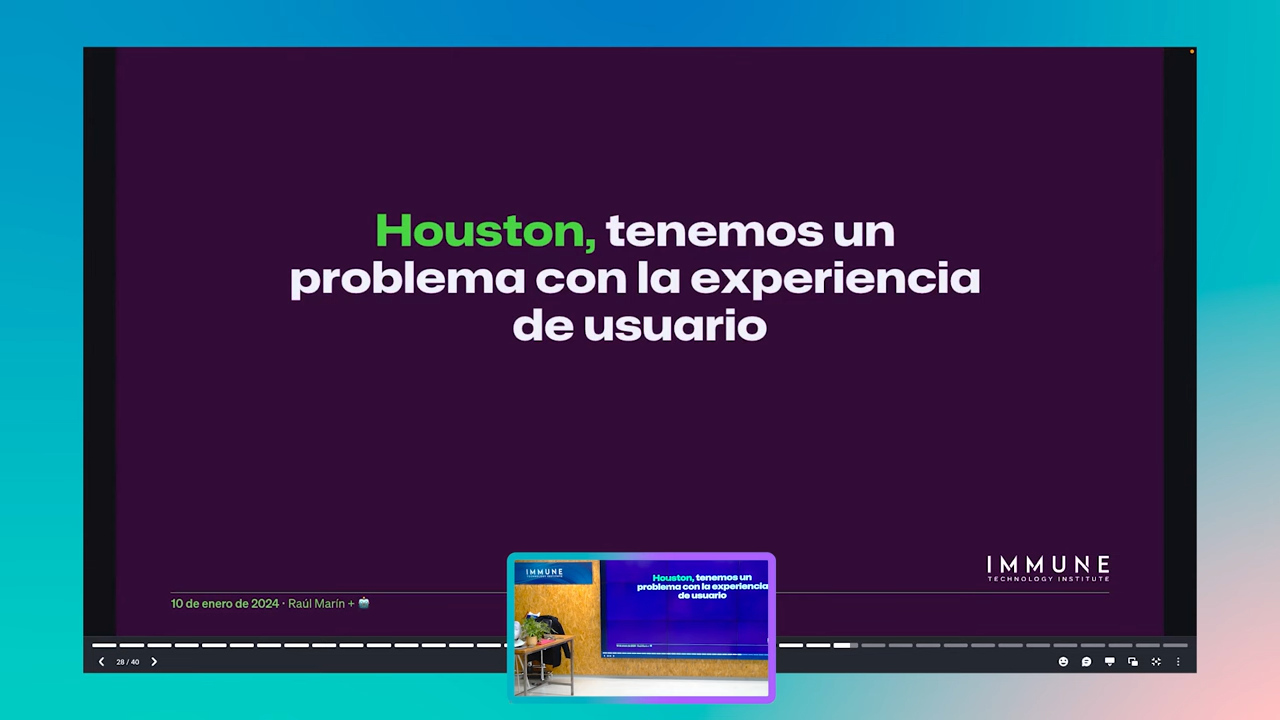 Houston, tenemos un
problema con la experiencia
de usuario
IMMUNE
TECHNOLOGY INSTITUTE
10 de enero de 2024 · Raúl Marín +
28 / 40
IMMUNE
Houston, tenemos un
problema con la experiencia
de usuario